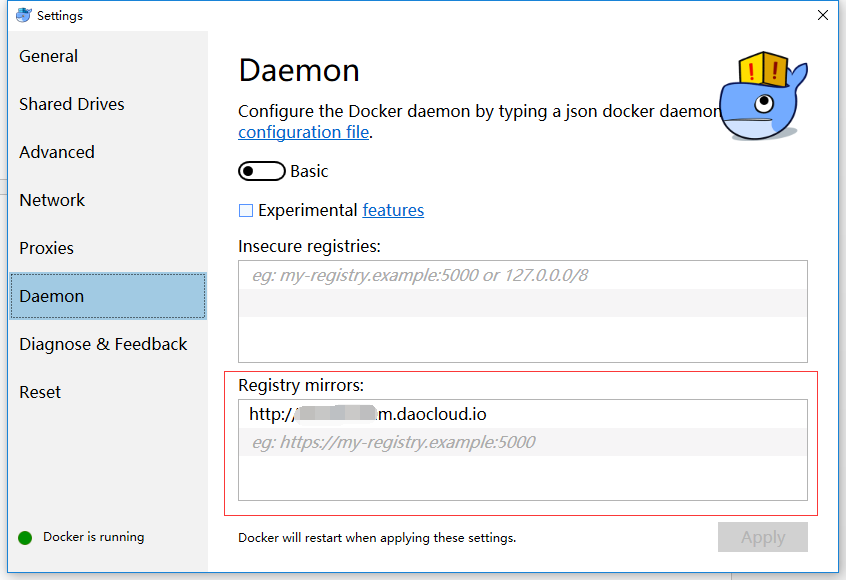 Settings
General
Shared Drives
Advanced
Network
Proxies
Daemon
Diagnose & Feedback
Reset
Docker is running
Daemon
Configure the Docker daemon by typing a json docker daemon
configuration file.
Basic
Experimental features
Insecure registries:
eg: my-registry.example:5000 or 127.0.0.0/8
Registry mirrors:
http:// m.daocloud.io
eg: https://my-registry.example:5000
Docker will restart when applying these settings.
Apply